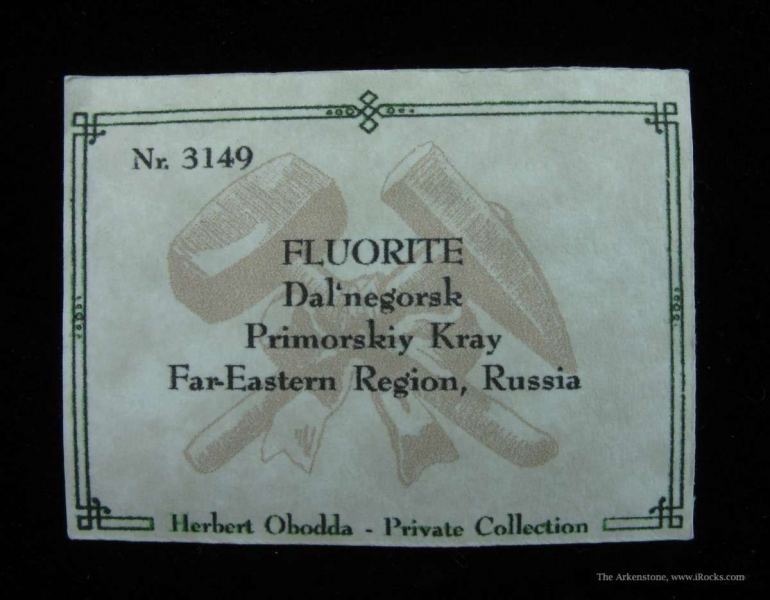 Nr. 3149
FLUORITE
Dal'negorsk
Primorskiy Kray
Far-Eastern Region, Russia
Herbert Obodda - Private Collection
The Arkenstone, www.iRocks.com